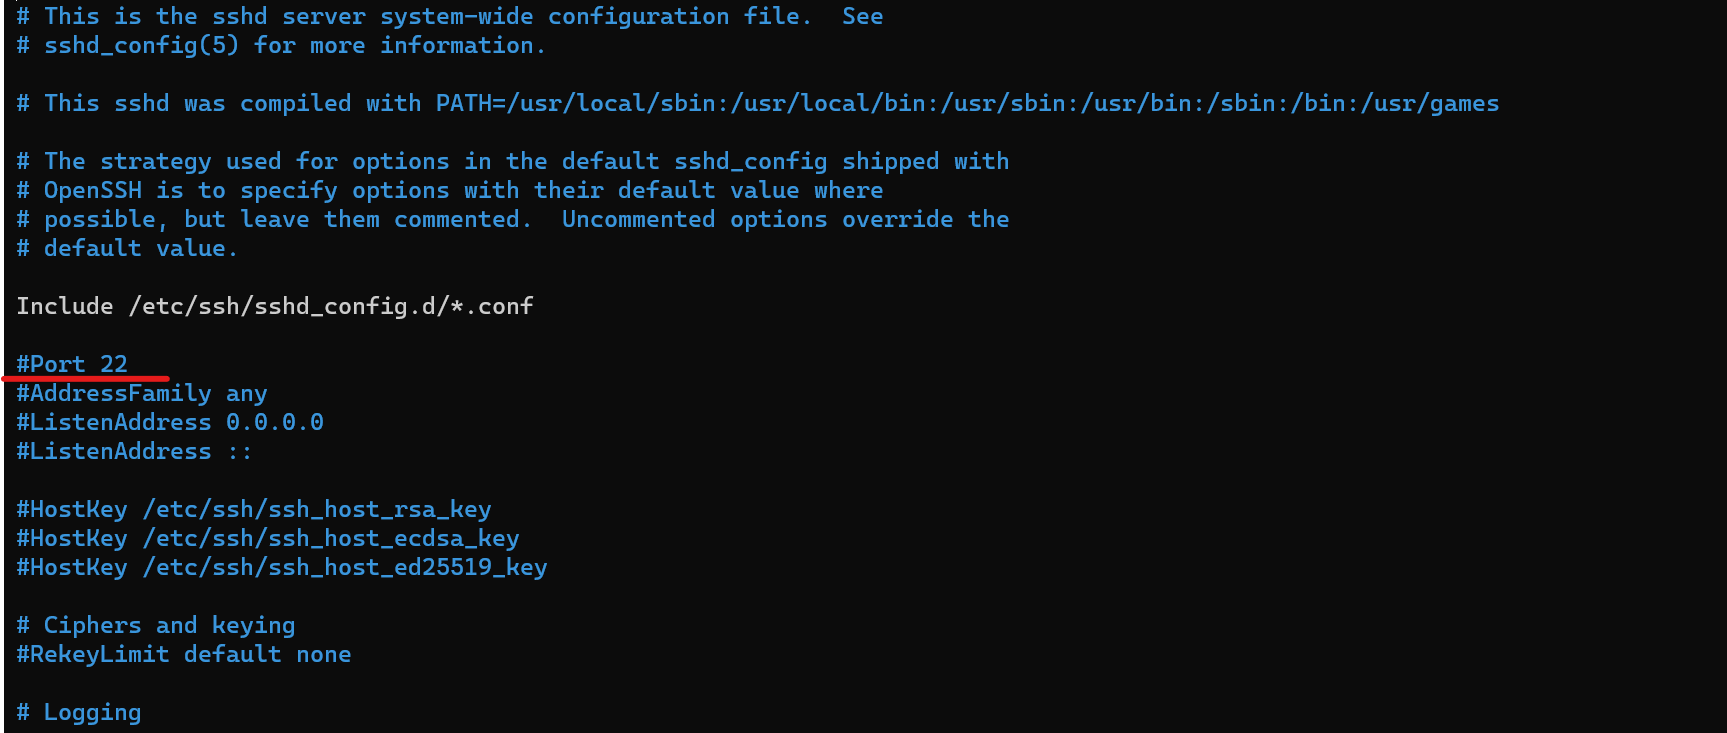 # This is the sshd server system-wide configuration file.  See
# sshd_config(5) for more information.
# This sshd was compiled with PATH=/usr/local/sbin:/usr/local/bin:/usr/sbin:/usr/bin:/sbin:/bin:/usr/games
# The strategy used for options in the default sshd_config shipped with
# OpenSSH is to specify options with their default value where
# possible, but leave them commented.  Uncommented options override the
# default value.
Include /etc/ssh/sshd_config.d/*.conf
#Port 22
#AddressFamily any
#ListenAddress 0.0.0.0
#ListenAddress ::
#HostKey /etc/ssh/ssh_host_rsa_key
#HostKey /etc/ssh/ssh_host_ecdsa_key
#HostKey /etc/ssh/ssh_host_ed25519_key
# Ciphers and keying
#RekeyLimit default none
# Logging